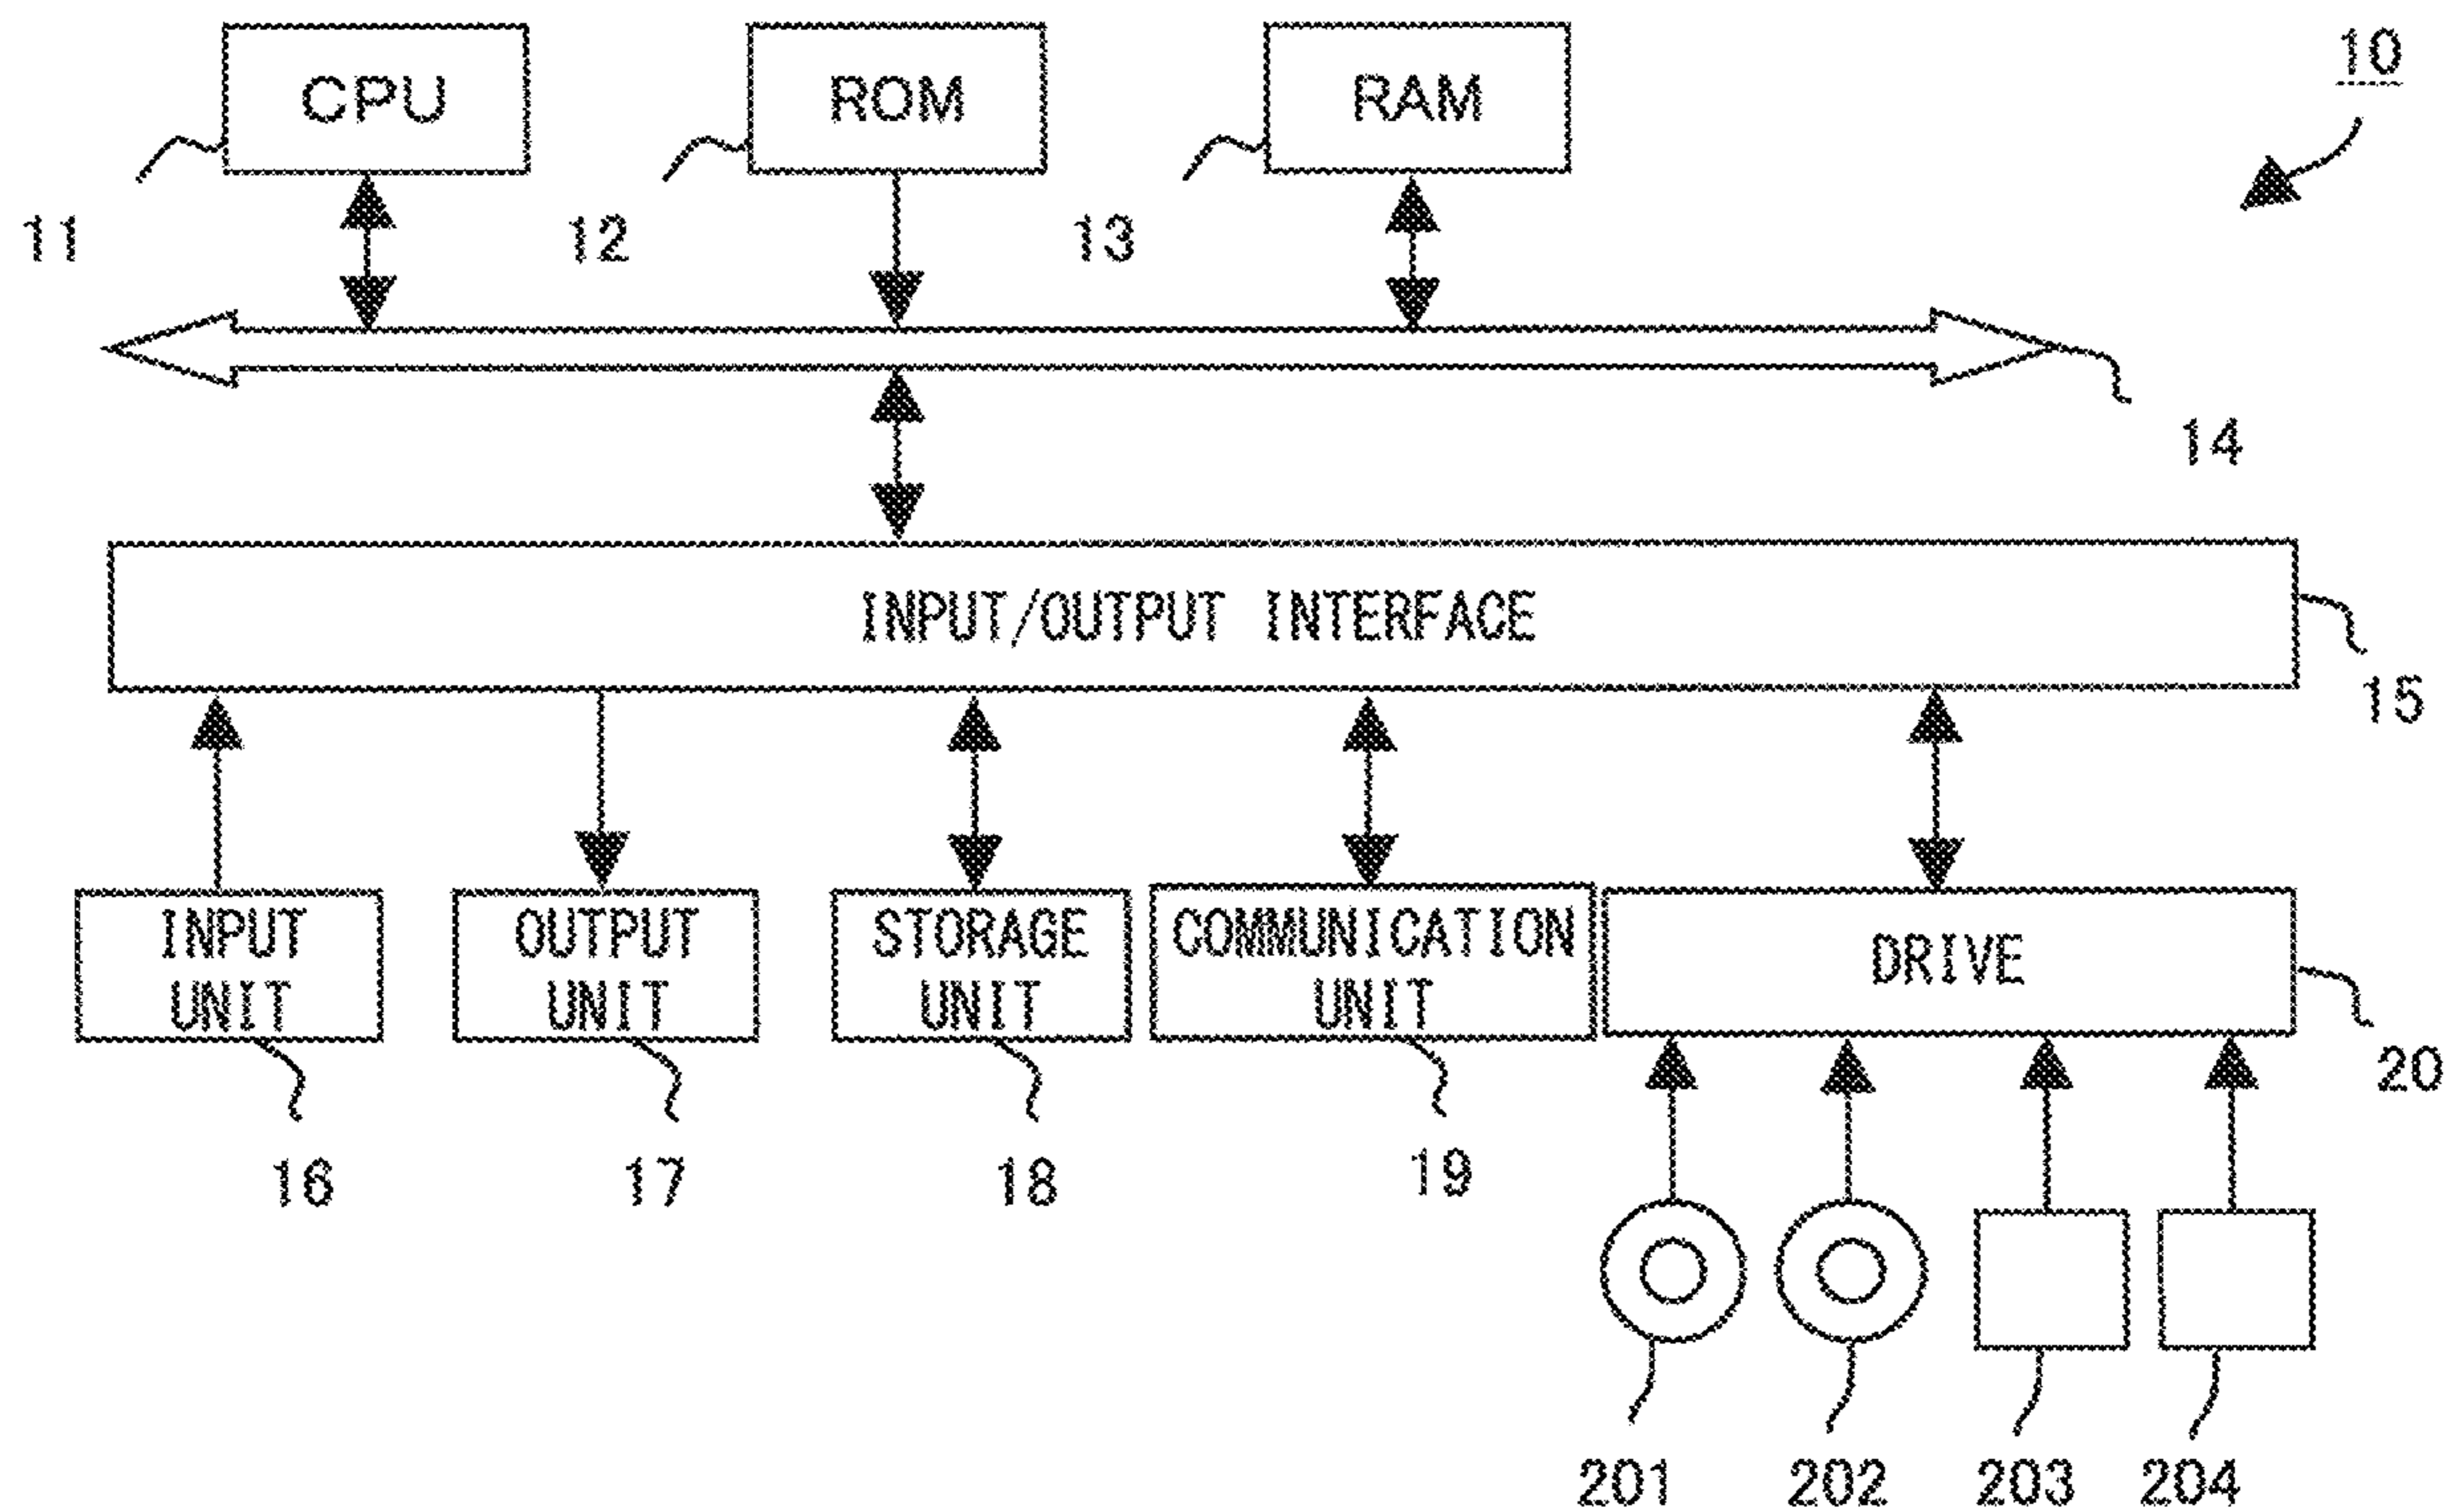 CPU
ROM
RAM
10
11
12
13
14
INPUT/OUTPUT INTERFACE
15
INPUT
UNIT
OUTPUT
UNIT
STORAGE
UNIT
COMMUNICATION
UNIT
DRIVE
20
16
17
18
19
201
202
203
204